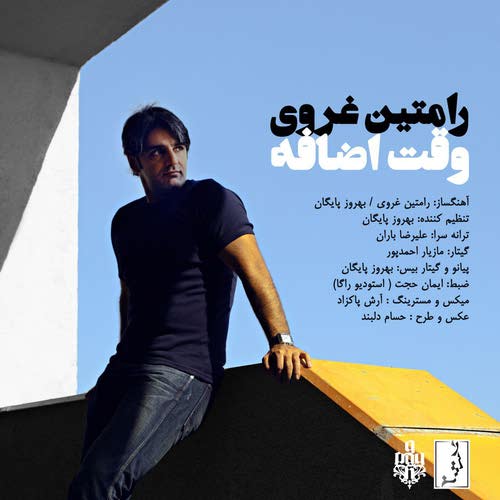 رامتین غروی
وقت اضافه
آهنگساز: رامتین غروی / بهروز پایگان
تنظیم کننده: بهروز پایگان
ترانه سرا: علیرضا باران
گیتار: مازیار احمدپور
پیانو و گیتار بیس: بهروز پایگان
ضبط: ایمان حجت ( استودیو راگا)
میکس و مسترینگ : آرش پاکزاد
عکس و طرح : حسام دلبند